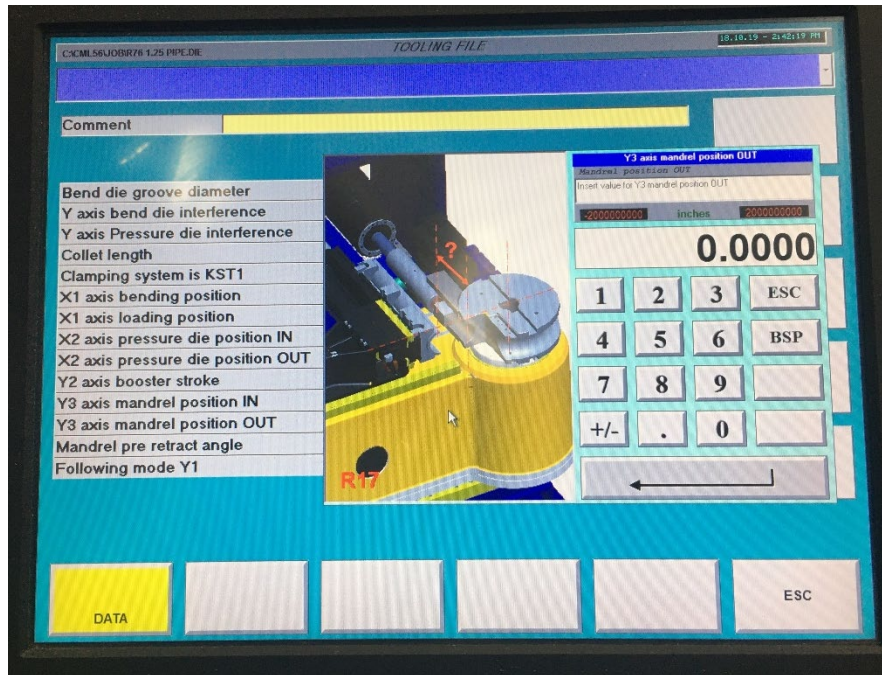 C:\CML56\JOB\R76 1.25 PIPE.DIE
TOOLING FILE
18.10.19 - 2:42:19 PM
Comment
Bend die groove diameter
Y axis bend die interference
Y axis Pressure die interference
Collet length
Clamping system is KST1
X1 axis bending position
X1 axis loading position
X2 axis pressure die position IN
X2 axis pressure die position OUT
Y2 axis booster stroke
Y3 axis mandrel position IN
Y3 axis mandrel position OUT
Mandrel pre retract angle
Following mode Y1
?
R17
Y3 axis mandrel position OUT
Mandrel position OUT
Insert value for Y3 mandrel position OUT
-2000000000 inches 2000000000
0.0000
1 2 3 ESC
4 5 6 BSP
7 8 9
+/- . 0
DATA
ESC